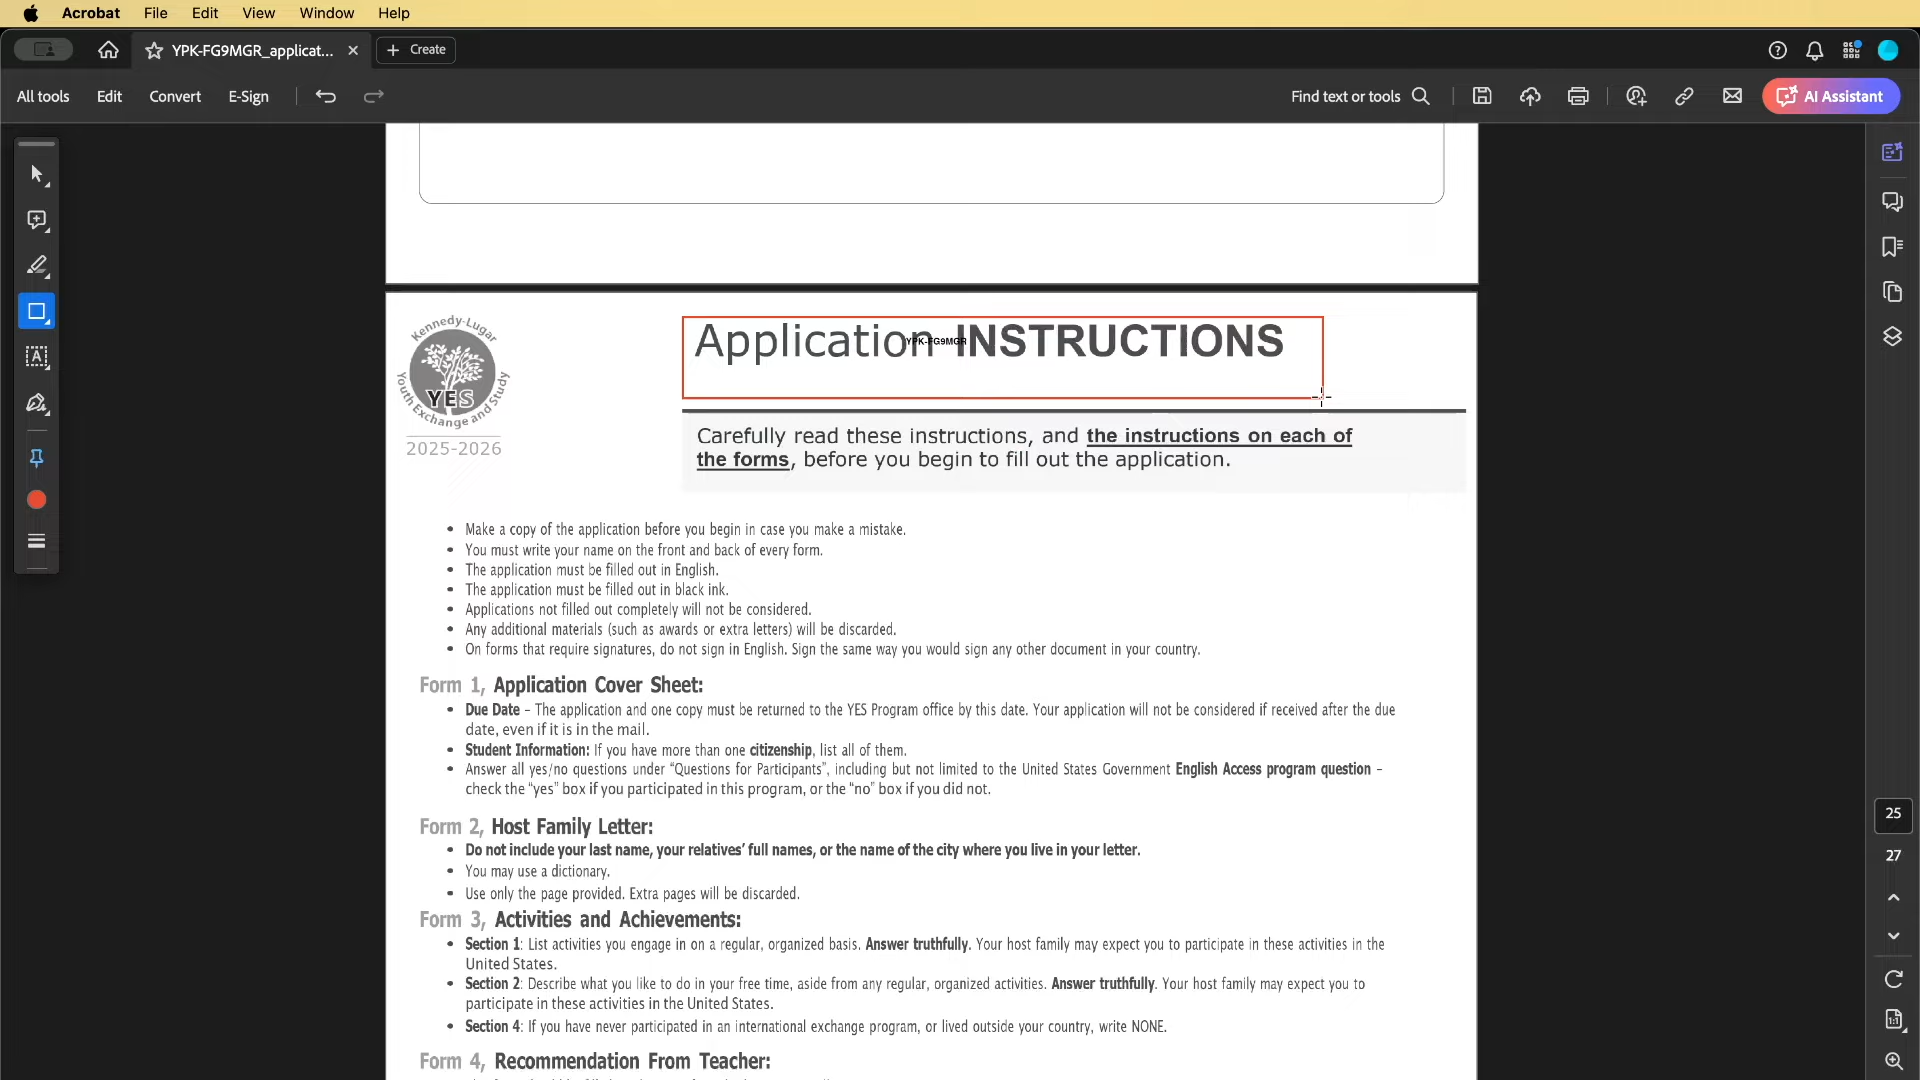 Acrobat File Edit View Window Help
YPK-FG9MGR_applicat... Create
All tools Edit Convert E-Sign Find text or tools AI Assistant
Kennedy-Lugar
YES
Youth Exchange and Study
2025-2026
Application INSTRUCTIONS
YPK-FG9MGR
Carefully read these instructions, and the instructions on each of
the forms, before you begin to fill out the application.
• Make a copy of the application before you begin in case you make a mistake.
• You must write your name on the front and back of every form.
• The application must be filled out in English.
• The application must be filled out in black ink.
• Applications not filled out completely will not be considered.
• Any additional materials (such as awards or extra letters) will be discarded.
• On forms that require signatures, do not sign in English. Sign the same way you would sign any other document in your country.
Form 1, Application Cover Sheet:
• Due Date – The application and one copy must be returned to the YES Program office by this date. Your application will not be considered if received after the due
date, even if it is in the mail.
• Student Information: If you have more than one citizenship, list all of them.
• Answer all yes/no questions under “Questions for Participants”, including but not limited to the United States Government English Access program question –
check the “yes” box if you participated in this program, or the “no” box if you did not.
Form 2, Host Family Letter:
• Do not include your last name, your relatives’ full names, or the name of the city where you live in your letter.
• You may use a dictionary.
• Use only the page provided. Extra pages will be discarded.
Form 3, Activities and Achievements:
• Section 1: List activities you engage in on a regular, organized basis. Answer truthfully. Your host family may expect you to participate in these activities in the
United States.
• Section 2: Describe what you like to do in your free time, aside from any regular, organized activities. Answer truthfully. Your host family may expect you to
participate in these activities in the United States.
• Section 4: If you have never participated in an international exchange program, or lived outside your country, write NONE.
Form 4, Recommendation From Teacher:
25
27